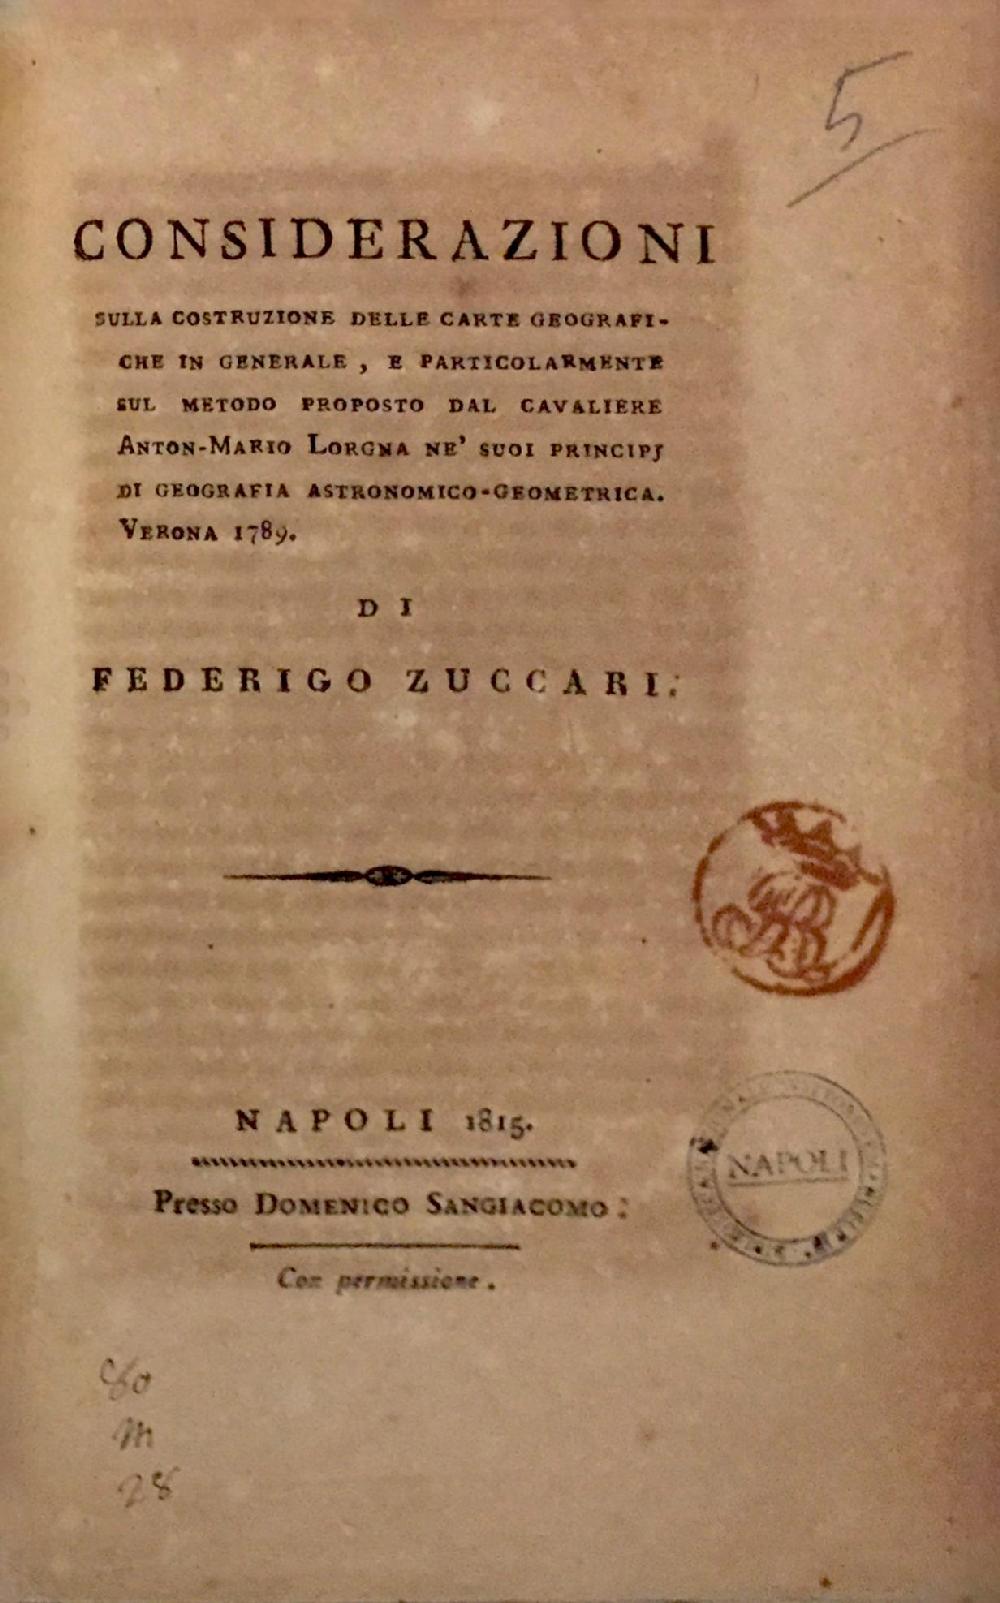 5
CONSIDERAZIONI
SULLA COSTRUZIONE DELLE CARTE GEOGRAFI-
CHE IN GENERALE , E PARTICOLARMENTE
SUL METODO PROPOSTO DAL CAVALIERE
ANTON-MARIO LORGNA NE' SUOI PRINCIPJ
DI GEOGRAFIA ASTRONOMICO-GEOMETRICA.
VERONA 1789.
DI
FEDERIGO ZUCCARI.
NAPOLI 1815.
NAPOLI
Presso DOMENICO SANGIACOMO.
Con permissione.
80
m
28